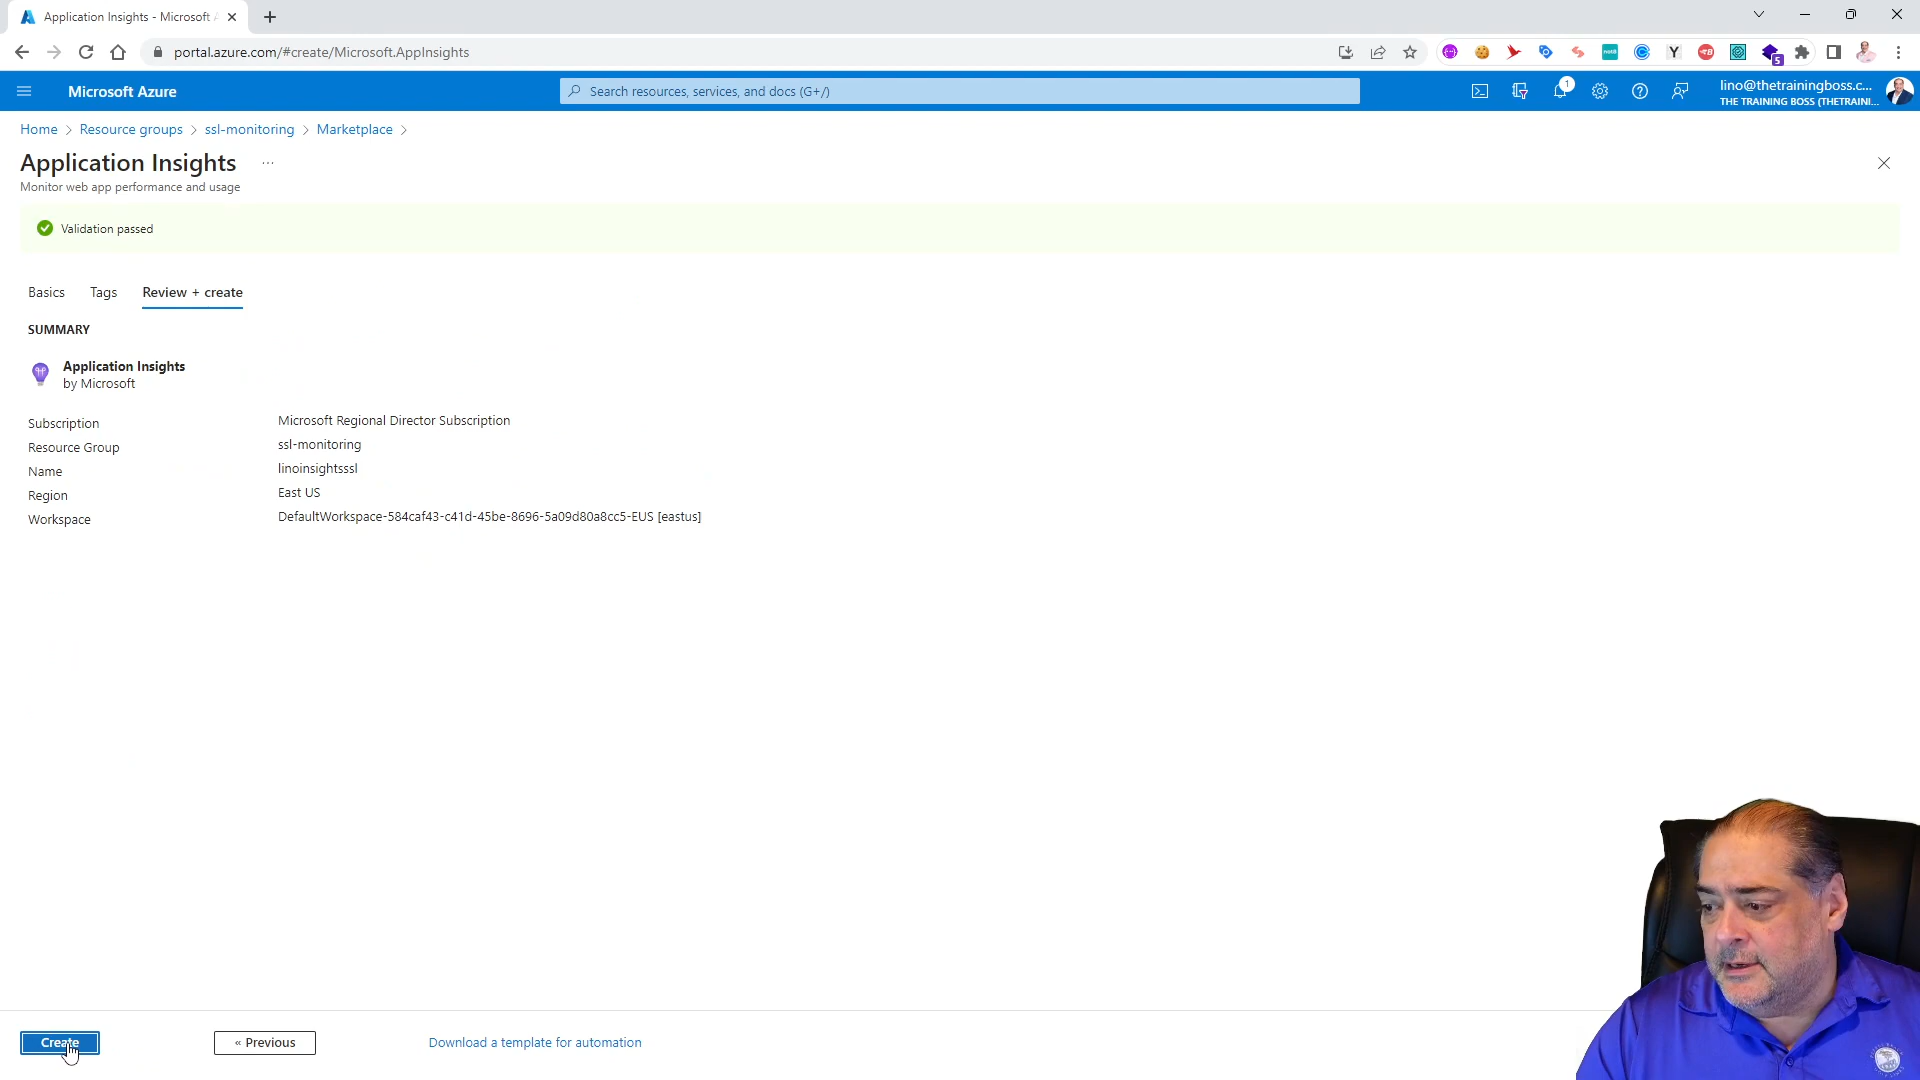 Application Insights - Microsoft A
portal.azure.com/#create/Microsoft.AppInsights
not8
Y
5
Microsoft Azure
Search resources, services, and docs (G+/)
1
lino@thetrainingboss.c...
THE TRAINING BOSS (THETRAINI...
Home > Resource groups > ssl-monitoring > Marketplace >
Application Insights ...
Monitor web app performance and usage
Validation passed
Basics Tags Review + create
SUMMARY
Application Insights
by Microsoft
Subscription Microsoft Regional Director Subscription
Resource Group ssl-monitoring
Name linoinsightsssl
Region East US
Workspace DefaultWorkspace-584caf43-c41d-45be-8696-5a09d80a8cc5-EUS [eastus]
Create « Previous Download a template for automation